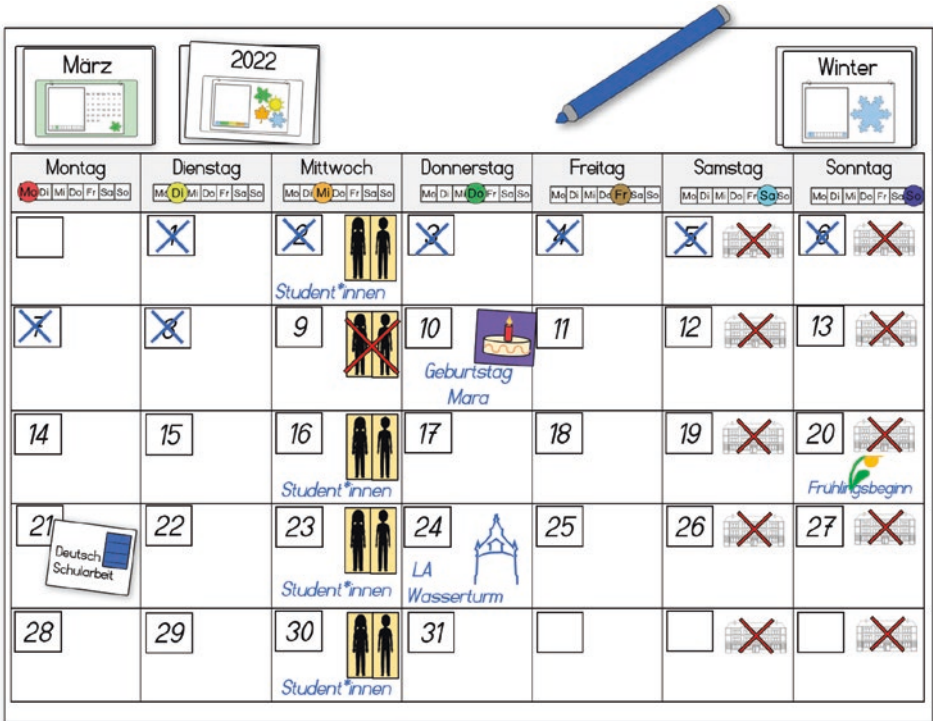 März
2022
Winter
Montag Dienstag Mittwoch Donnerstag Freitag Samstag Sonntag
Mo Di Mi Do Fr Sa So Mo Di Mi Do Fr Sa So Mo Di Mi Do Fr Sa So Mo Di Mi Do Fr Sa So Mo Di Mi Do Fr Sa So Mo Di Mi Do Fr Sa So Mo Di Mi Do Fr Sa So
1 2 3 4 5 6
Student*innen
7 8 9 10 11 12 13
Geburtstag
Mara
14 15 16 17 18 19 20
Student*innen Frühlingsbeginn
21 22 23 24 25 26 27
Deutsch
Schularbeit
LA
Student*innen Wasserturm
28 29 30 31
Student*innen